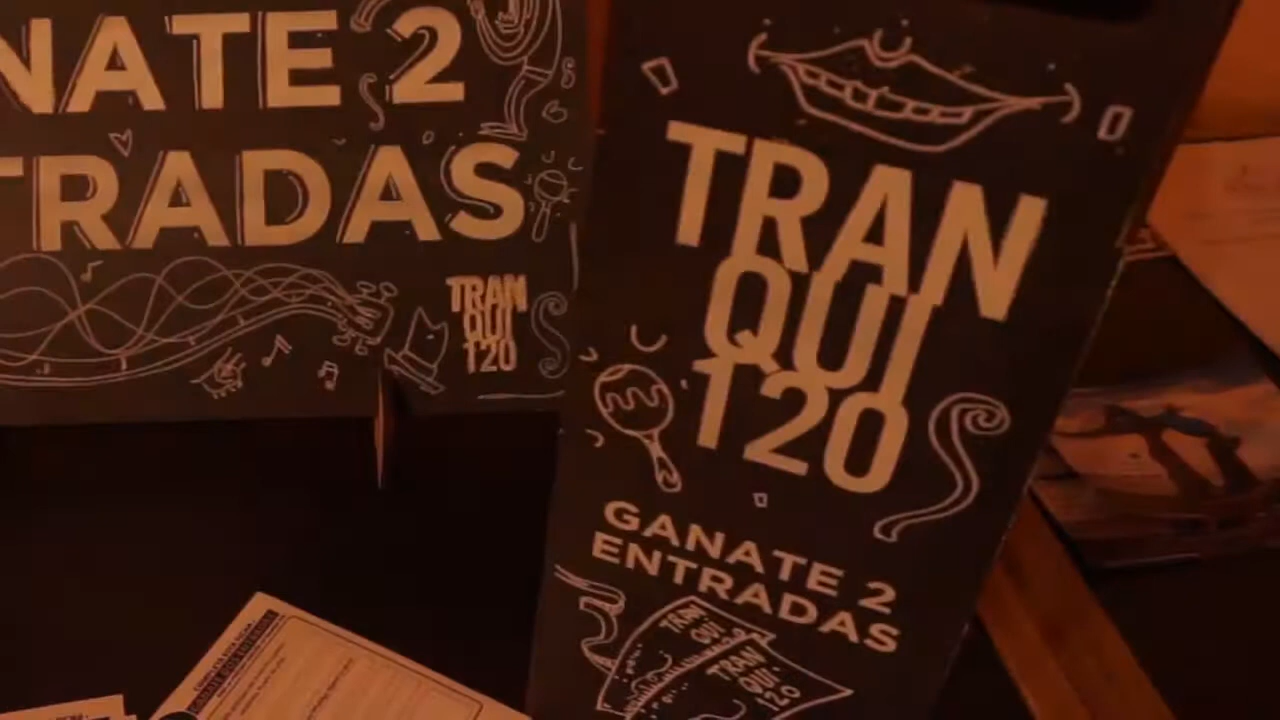 NATE 2
TRADAS
TRAN
QUI
120
TRAN
QUI
120
GANATE 2
ENTRADAS
TRAN
QUI
TRAN
QUI
120